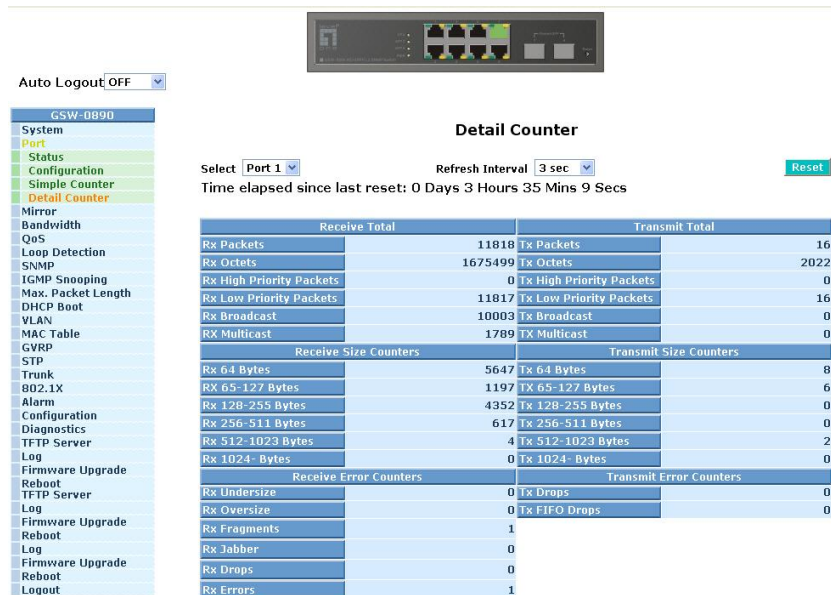 Auto Logout OFF
GSW-0890
System
Port
Status
Configuration
Simple Counter
Detail Counter
Mirror
Bandwidth
QoS
Loop Detection
SNMP
IGMP Snooping
Max. Packet Length
DHCP Boot
VLAN
MAC Table
GVRP
STP
Trunk
802.1X
Alarm
Configuration
Diagnostics
TFTP Server
Log
Firmware Upgrade
Reboot
TFTP Server
Log
Firmware Upgrade
Reboot
Log
Firmware Upgrade
Reboot
Logout
Detail Counter
Select Port 1 Refresh Interval 3 sec Reset
Time elapsed since last reset: 0 Days 3 Hours 35 Mins 9 Secs
Receive Total Transmit Total
Rx Packets 11818 Tx Packets 16
Rx Octets 1675499 Tx Octets 2022
Rx High Priority Packets 0 Tx High Priority Packets 0
Rx Low Priority Packets 11817 Tx Low Priority Packets 16
Rx Broadcast 10003 Tx Broadcast 0
RX Multicast 1789 TX Multicast 0
Receive Size Counters Transmit Size Counters
Rx 64 Bytes 5647 Tx 64 Bytes 8
RX 65-127 Bytes 1197 TX 65-127 Bytes 6
Rx 128-255 Bytes 4352 Tx 128-255 Bytes 0
Rx 256-511 Bytes 617 Tx 256-511 Bytes 0
Rx 512-1023 Bytes 4 Tx 512-1023 Bytes 2
Rx 1024- Bytes 0 Tx 1024- Bytes 0
Receive Error Counters Transmit Error Counters
Rx Undersize 0 Tx Drops 0
Rx Oversize 0 Tx FIFO Drops 0
Rx Fragments 1
Rx Jabber 0
Rx Drops 0
Rx Errors 1